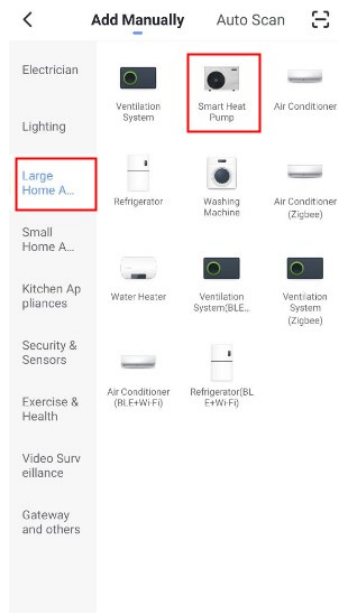 Add Manually
Auto Scan
Electrician
Lighting
Large
Home A...
Small
Home A...
Kitchen Ap
pliances
Security &
Sensors
Exercise &
Health
Video Surv
eillance
Gateway
and others
Ventilation
System
Smart Heat
Pump
Air Conditioner
Refrigerator
Washing
Machine
Air Conditioner
(Zigbee)
Water Heater
Ventilation
System(BLE...
Ventilation
System
(Zigbee)
Air Conditioner
(BLE+Wi-Fi)
Refrigerator(BL
E+Wi-Fi)